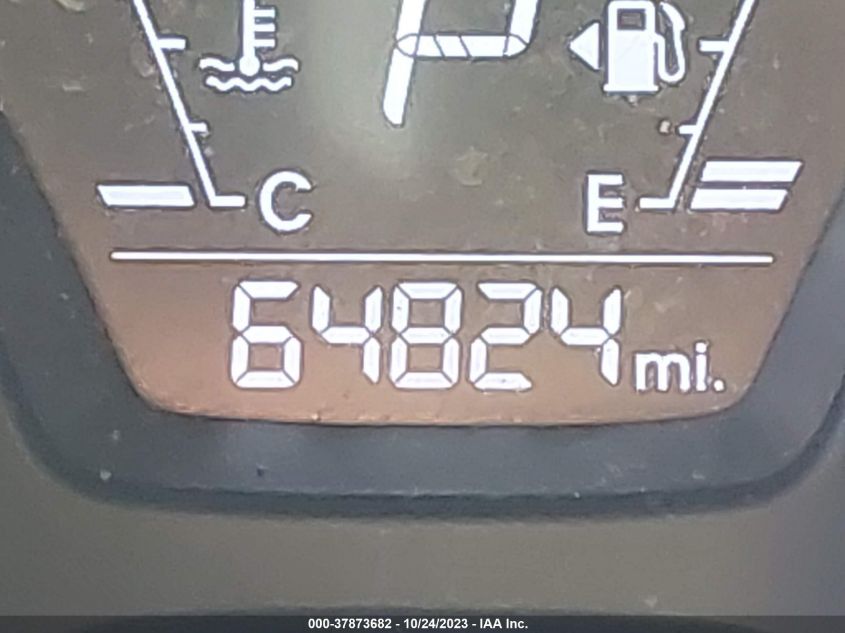 P
C E
64824 mi.
000-37873682 - 10/24/2023 - IAA Inc.